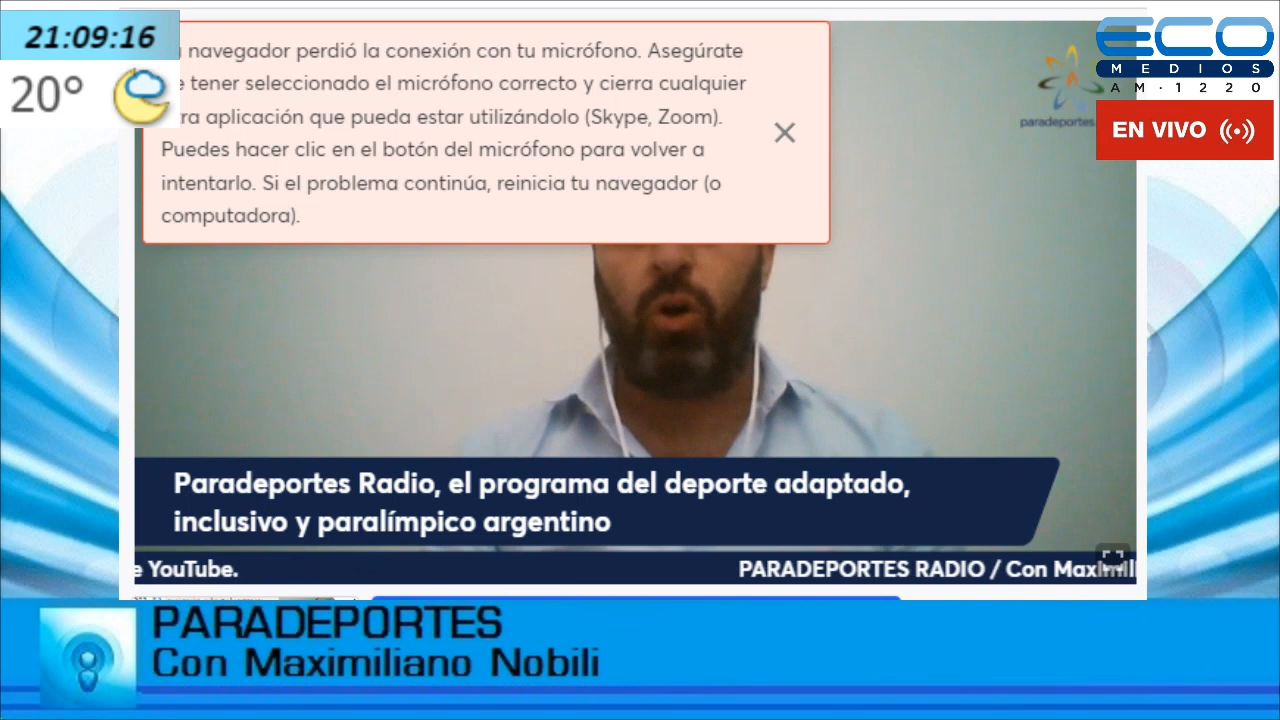 21:09:16
20°
navegador perdió la conexión con tu micrófono. Asegúrate
tener seleccionado el micrófono correcto y cierra cualquier
aplicación que pueda estar utilizándolo (Skype, Zoom).
Puedes hacer clic en el botón del micrófono para volver a
intentarlo. Si el problema continúa, reinicia tu navegador (o
computadora).
paradeportes.
ECO
MEDIOS
AM·1220
EN VIVO
Paradeportes Radio, el programa del deporte adaptado,
inclusivo y paralímpico argentino
e YouTube.
PARADEPORTES RADIO / Con
PARADEPORTES
Con Maximiliano Nobili